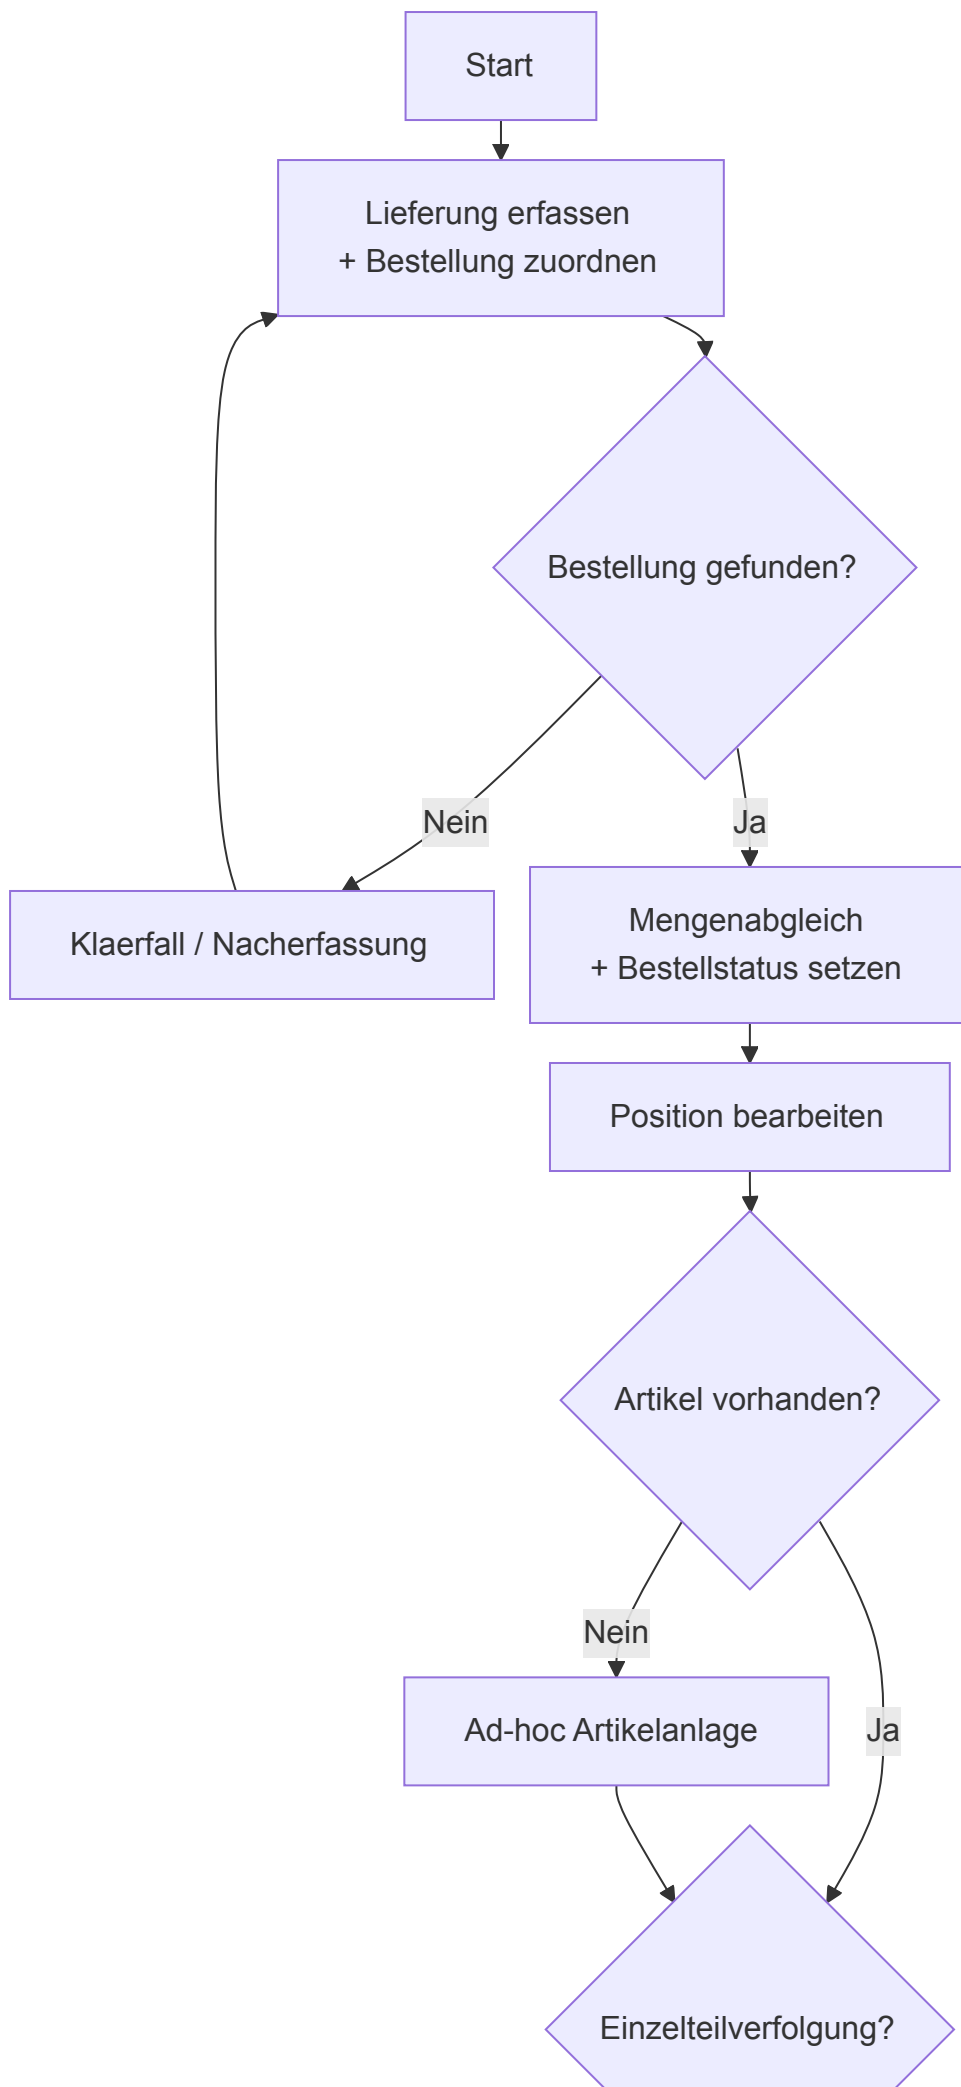 Start
Lieferung erfassen
+ Bestellung zuordnen
Bestellung gefunden?
Nein
Ja
Klaerfall / Nacherfassung
Mengenabgleich
+ Bestellstatus setzen
Position bearbeiten
Artikel vorhanden?
Nein
Ad-hoc Artikelanlage
Ja
Einzelteilverfolgung?